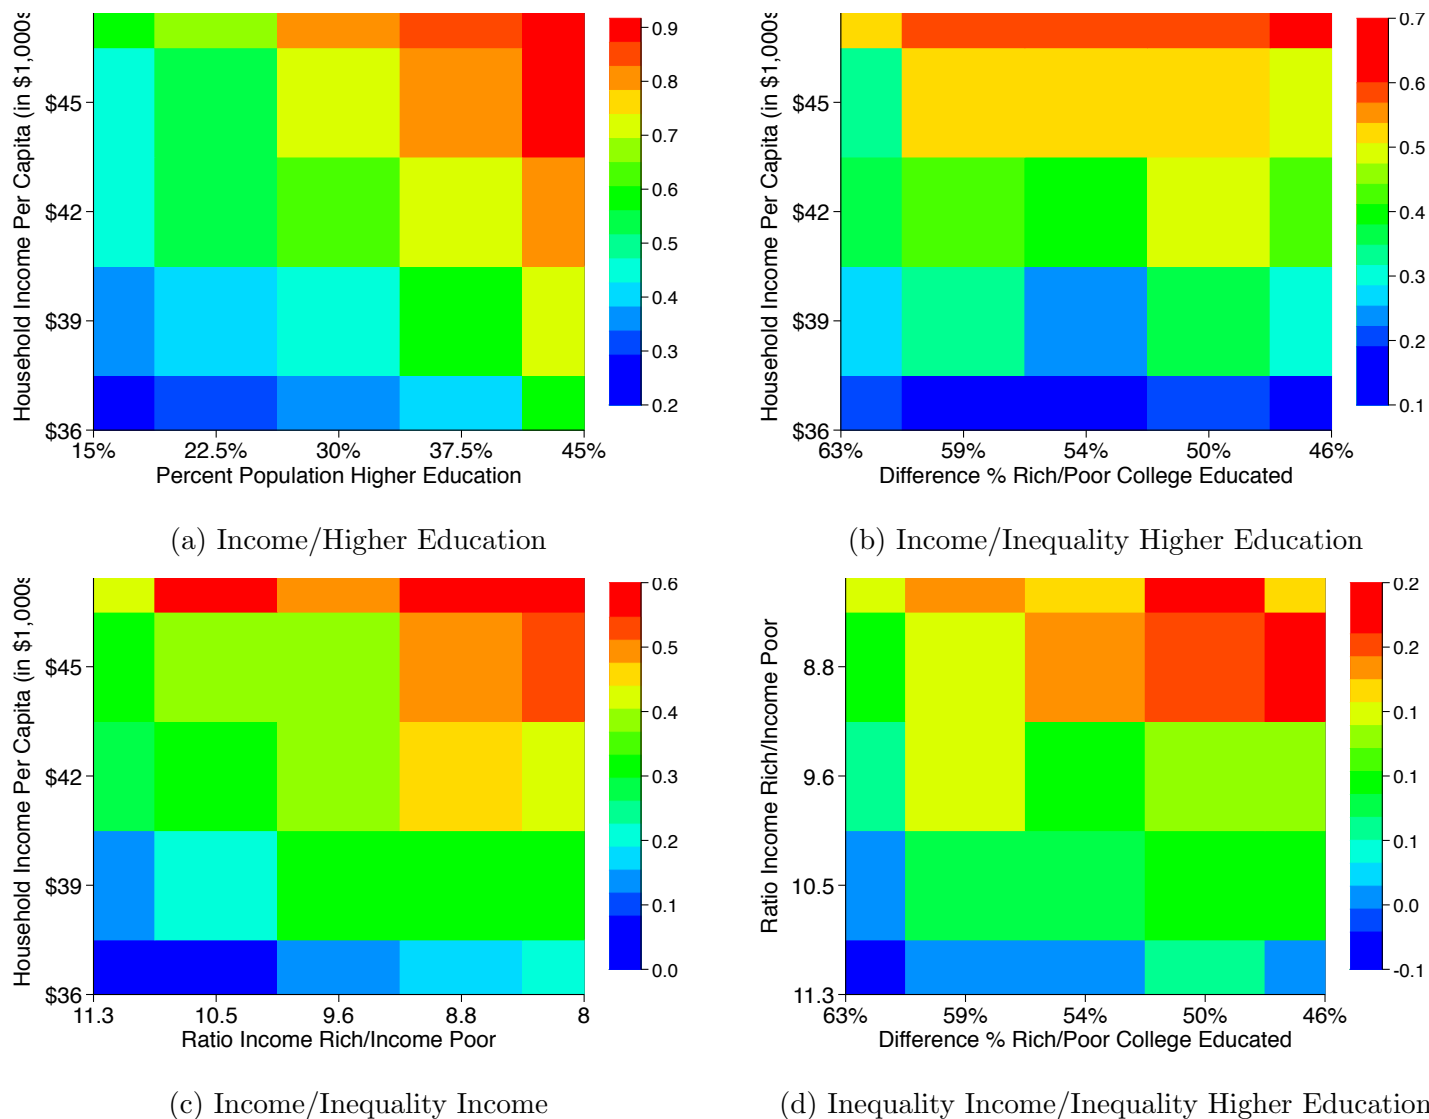 Household Income Per Capita (in $1,000s
$45
$42
$39
$36
15% 22.5% 30% 37.5% 45%
Percent Population Higher Education
0.9
0.8
0.7
0.6
0.5
0.4
0.3
0.2
(a) Income/Higher Education
Household Income Per Capita (in $1,000s
$45
$42
$39
$36
63% 59% 54% 50% 46%
Difference % Rich/Poor College Educated
0.7
0.6
0.5
0.4
0.3
0.2
0.1
(b) Income/Inequality Higher Education
Household Income Per Capita (in $1,000s
$45
$42
$39
$36
11.3 10.5 9.6 8.8 8
Ratio Income Rich/Income Poor
0.6
0.5
0.4
0.3
0.2
0.1
0.0
(c) Income/Inequality Income
Ratio Income Rich/Income Poor
8.8
9.6
10.5
11.3
63% 59% 54% 50% 46%
Difference % Rich/Poor College Educated
0.2
0.2
0.1
0.1
0.1
0.0
-0.1
(d) Inequality Income/Inequality Higher Education